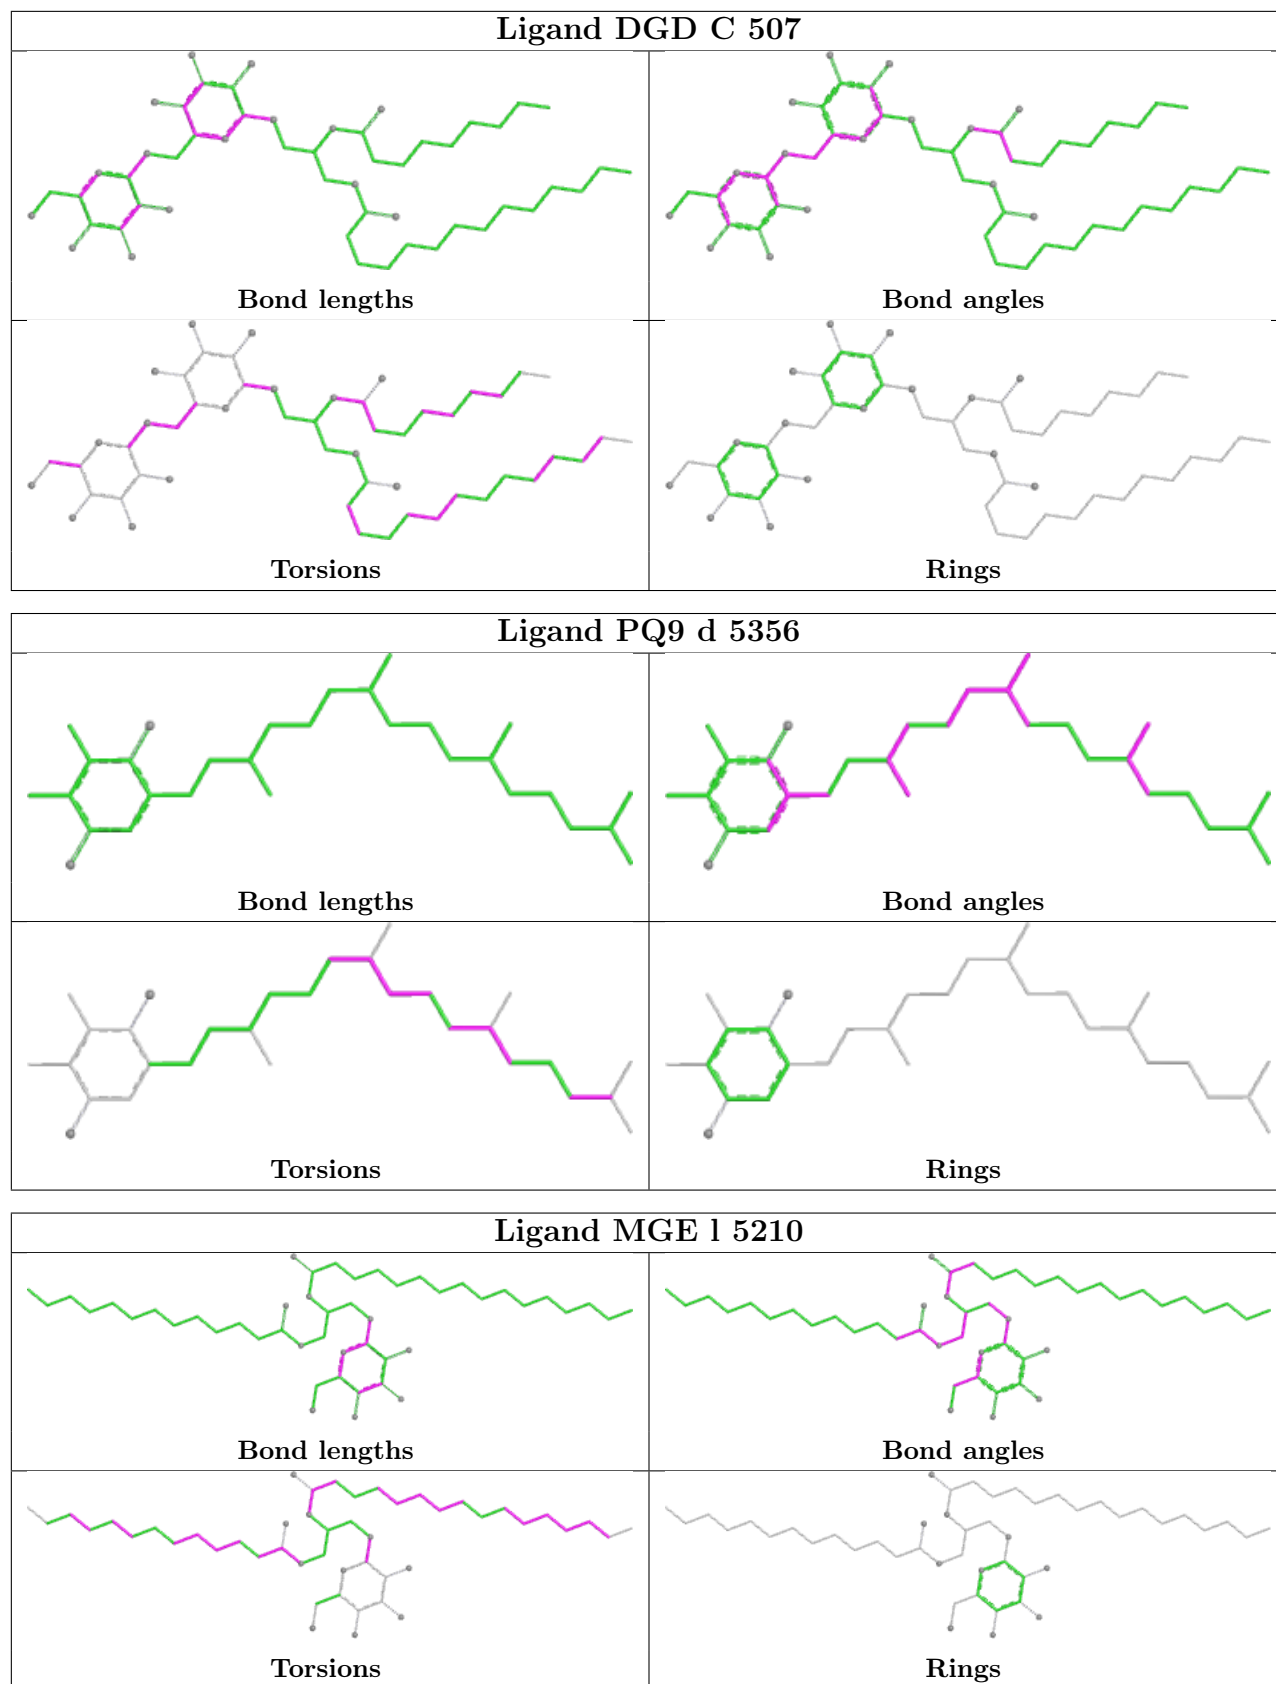 Ligand DGD C 507
Bond lengths
Bond angles
Torsions
Rings
Ligand PQ9 d 5356
Bond lengths
Bond angles
Torsions
Rings
Ligand MGE l 5210
Bond lengths
Bond angles
Torsions
Rings